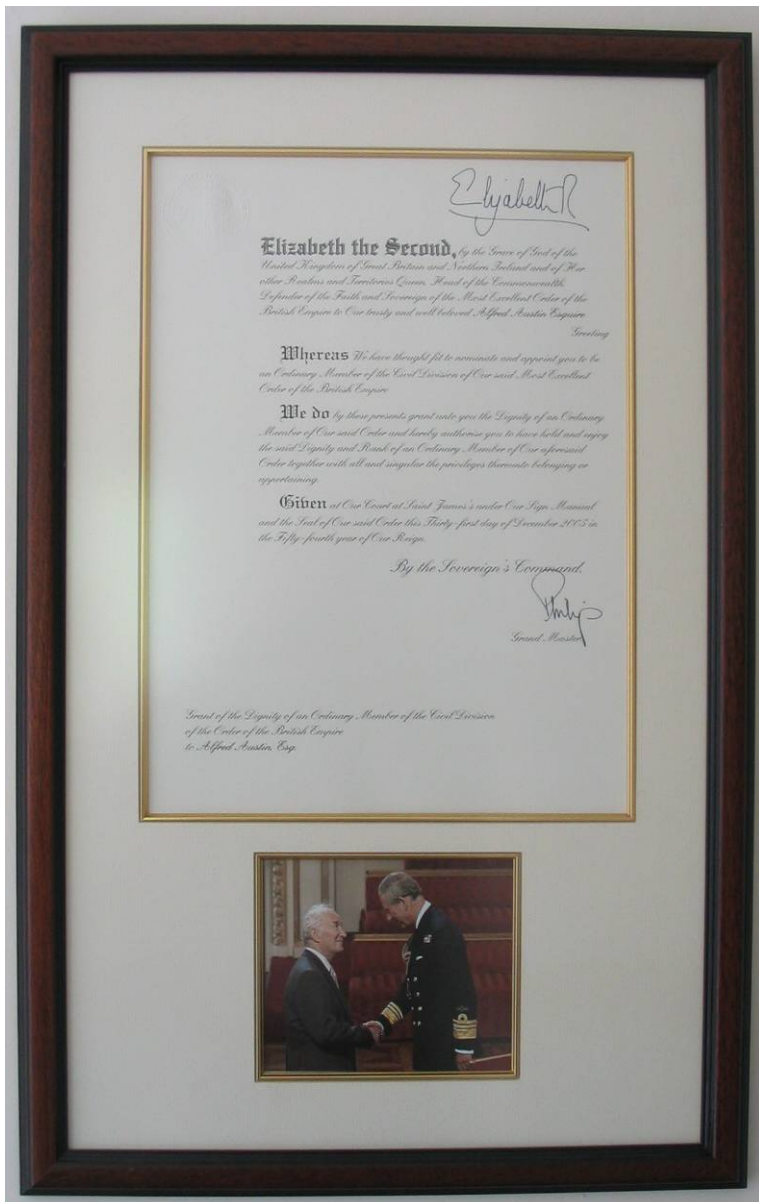 Elizabeth R
Elizabeth the Second, by the Grace of God of the
United Kingdom of Great Britain and Northern Ireland and of Her
other Realms and Territories Queen, Head of the Commonwealth,
Defender of the Faith and Sovereign of the Most Excellent Order of the
British Empire to Our trusty and well beloved Alfred Austin Esquire
Greeting
Whereas We have thought fit to nominate and appoint you to be
an Ordinary Member of the Civil Division of Our said Most Excellent
Order of the British Empire
We do by these presents grant unto you the Dignity of an Ordinary
Member of Our said Order and hereby authorise you to have hold and enjoy
the said Dignity and Rank of an Ordinary Member of Our aforesaid
Order together with all and singular the privileges thereunto belonging or
appertaining.
Given at Our Court at Saint James's under Our Sign Manual
and the Seal of Our said Order this Thirty-first day of December 2005 in
the Fifty-fourth year of Our Reign.
By the Sovereign's Command.
Philip
Grand Master
Grant of the Dignity of an Ordinary Member of the Civil Division
of the Order of the British Empire
to Alfred Austin, Esq.